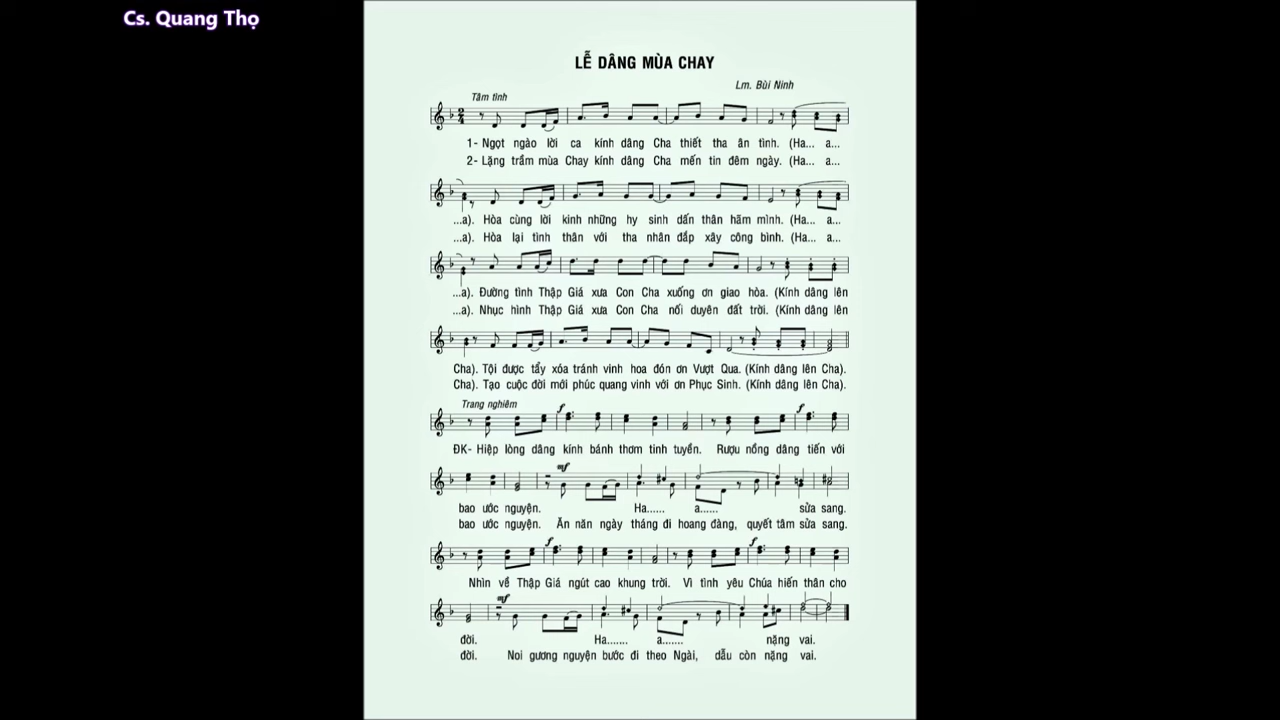 Cs. Quang Thọ
LỄ DÂNG MÙA CHAY
Lm. Bùi Ninh
Tâm tình
1- Ngọt ngào lời ca kính dâng Cha thiết tha ân tình. (Ha... a...
2- Lặng trầm mùa Chay kính dâng Cha mến tin đêm ngày. (Ha... a...
...a). Hòa cùng lời kinh những hy sinh dấn thân hãm mình. (Ha... a...
...a). Hòa lại tình thân với tha nhân đắp xây công bình. (Ha... a...
...a). Đường tình Thập Giá xưa Con Cha xuống ơn giao hòa. (Kính dâng lên
...a). Nhục hình Thập Giá xưa Con Cha nối duyên đất trời. (Kính dâng lên
Cha). Tội được tẩy xóa tránh vinh hoa đón ơn Vượt Qua. (Kính dâng lên Cha).
Cha). Tạo cuộc đời mới phúc quang vinh với ơn Phục Sinh. (Kính dâng lên Cha).
Trang nghiêm
f f
ĐK- Hiệp lòng dâng kính bánh thơm tinh tuyền. Rượu nồng dâng tiến với
mf
bao ước nguyện. Ha...... a...... sửa sang.
bao ước nguyện. Ăn năn ngày tháng đi hoang đàng, quyết tâm sửa sang.
f f
Nhìn về Thập Giá ngút cao khung trời. Vì tình yêu Chúa hiến thân cho
mf
đời. Ha....... a....... nặng vai.
đời. Noi gương nguyện bước đi theo Ngài, dẫu còn nặng vai.